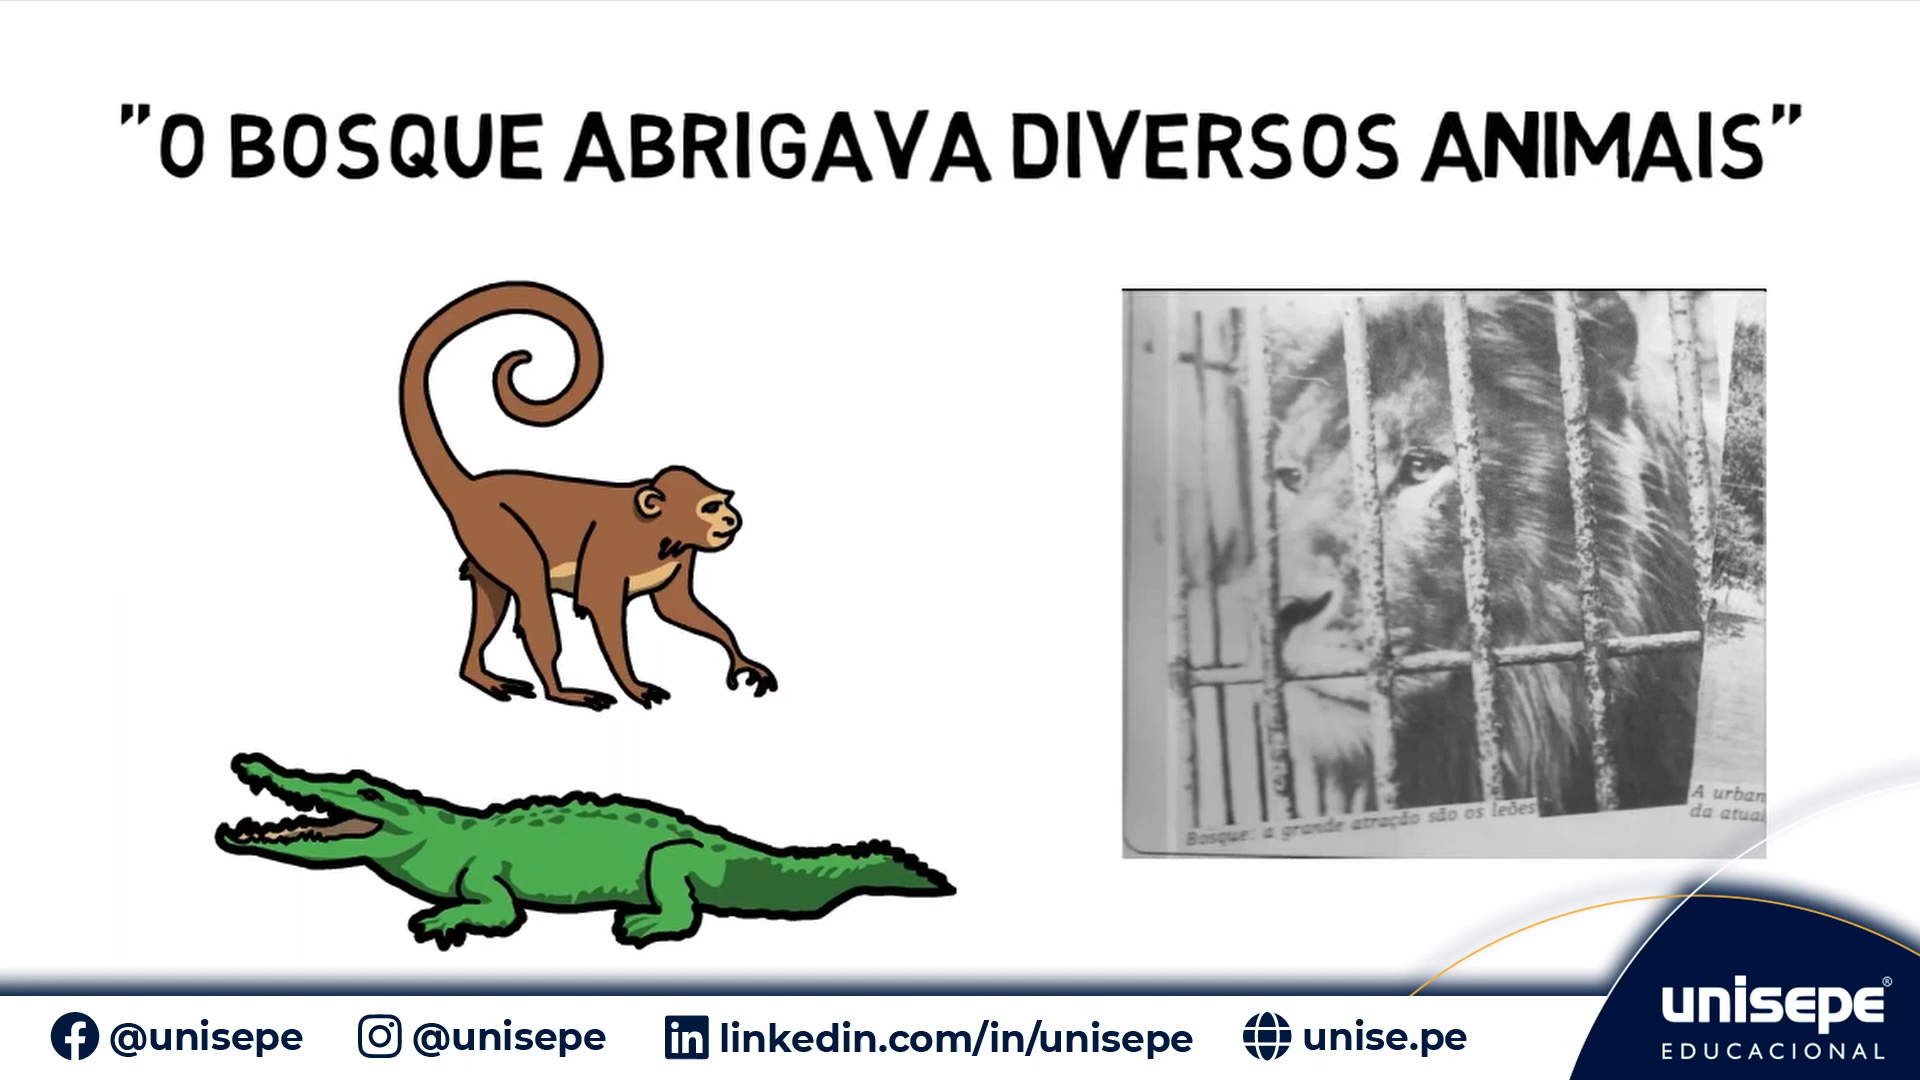 "O BOSQUE ABRIGAVA DIVERSOS ANIMAIS"
Bosque: a grande atração são os leões
A urban
da atual
@unisepe
@unisepe
linkedin.com/in/unisepe
unise.pe
unisepe®
EDUCACIONAL